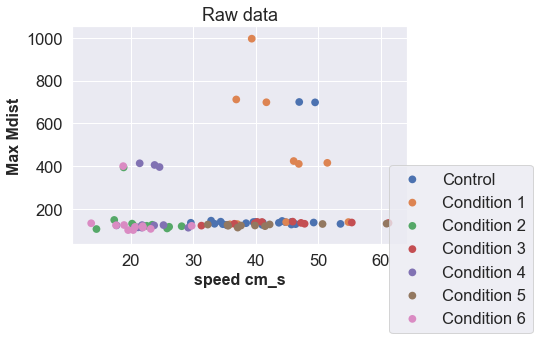 Raw data
1000
800
600
400
200
Max Mdist
20 30 40 50 60
speed cm_s
Control
Condition 1
Condition 2
Condition 3
Condition 4
Condition 5
Condition 6